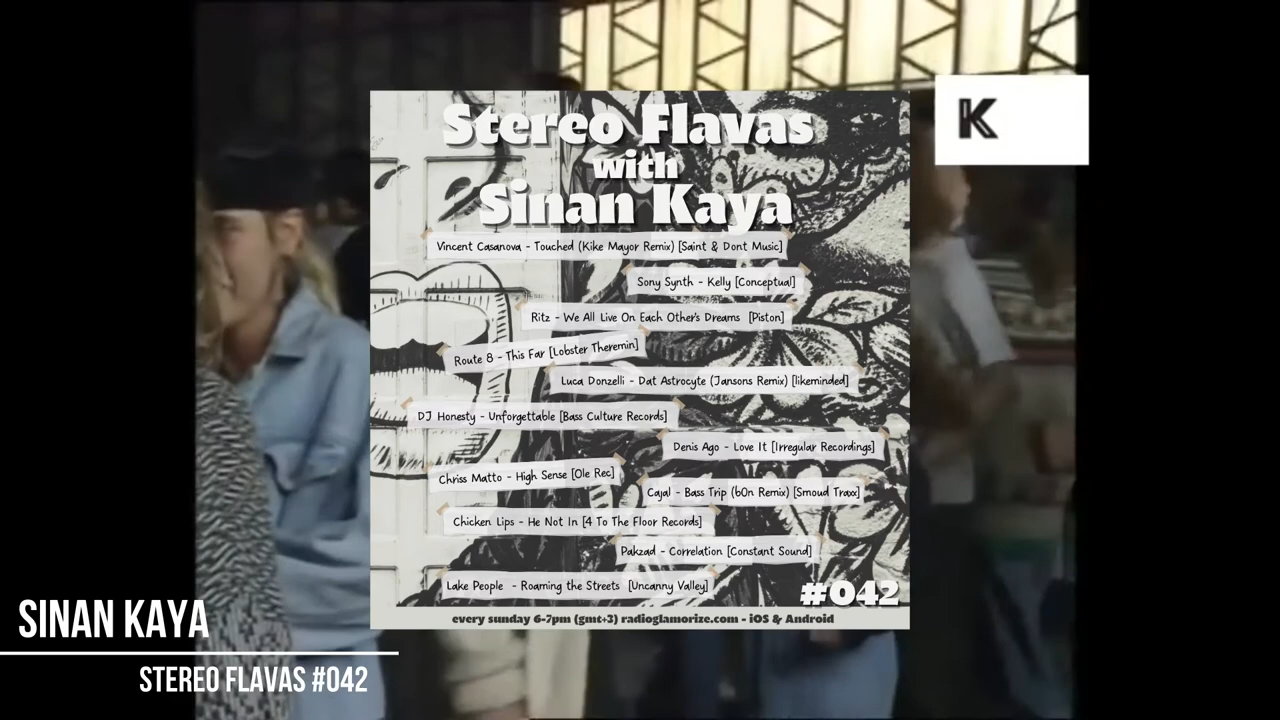 K
Stereo Flavas
with
Sinan Kaya
Vincent Casanova - Touched (Kike Mayor Remix) [Saint & Dont Music]
Sony Synth - Kelly [Conceptual]
Ritz - We All Live On Each Other's Dreams [Piston]
Route 8 - This Far [Lobster Theremin]
Luca Donzelli - Dat Astrocyte (Jansons Remix) [likeminded]
DJ Honesty - Unforgettable [Bass Culture Records]
Denis Ago - Love It [Irregular Recordings]
Chriss Matto - High Sense [Ole Rec]
Cajal - Bass Trip (b0n Remix) [Smoud Traxx]
Chicken Lips - He Not In [4 To The Floor Records]
Pakzad - Correlation [Constant Sound]
Lake People - Roaming the Streets [Uncanny Valley]
#042
every sunday 6-7pm (gmt+3) radioglamorize.com - iOS & Android
SINAN KAYA
STEREO FLAVAS #042